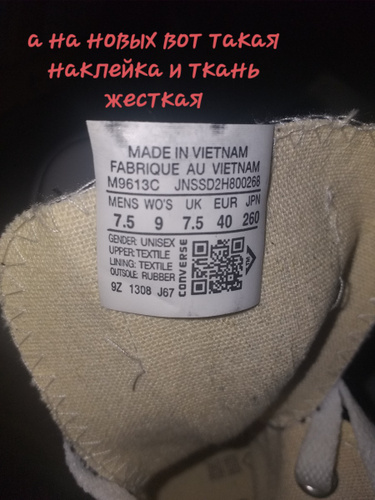 а на новых вот такая
наклейка и ткань
жесткая
MADE IN VIETNAM
FABRIQUE AU VIETNAM
M9613C JNSSD2H800268
MENS WO'S UK EUR JPN
7.5 9 7.5 40 260
GENDER: UNISEX
UPPER: TEXTILE
LINING: TEXTILE
OUTSOLE: RUBBER
9Z 1308 J67
CONVERSE